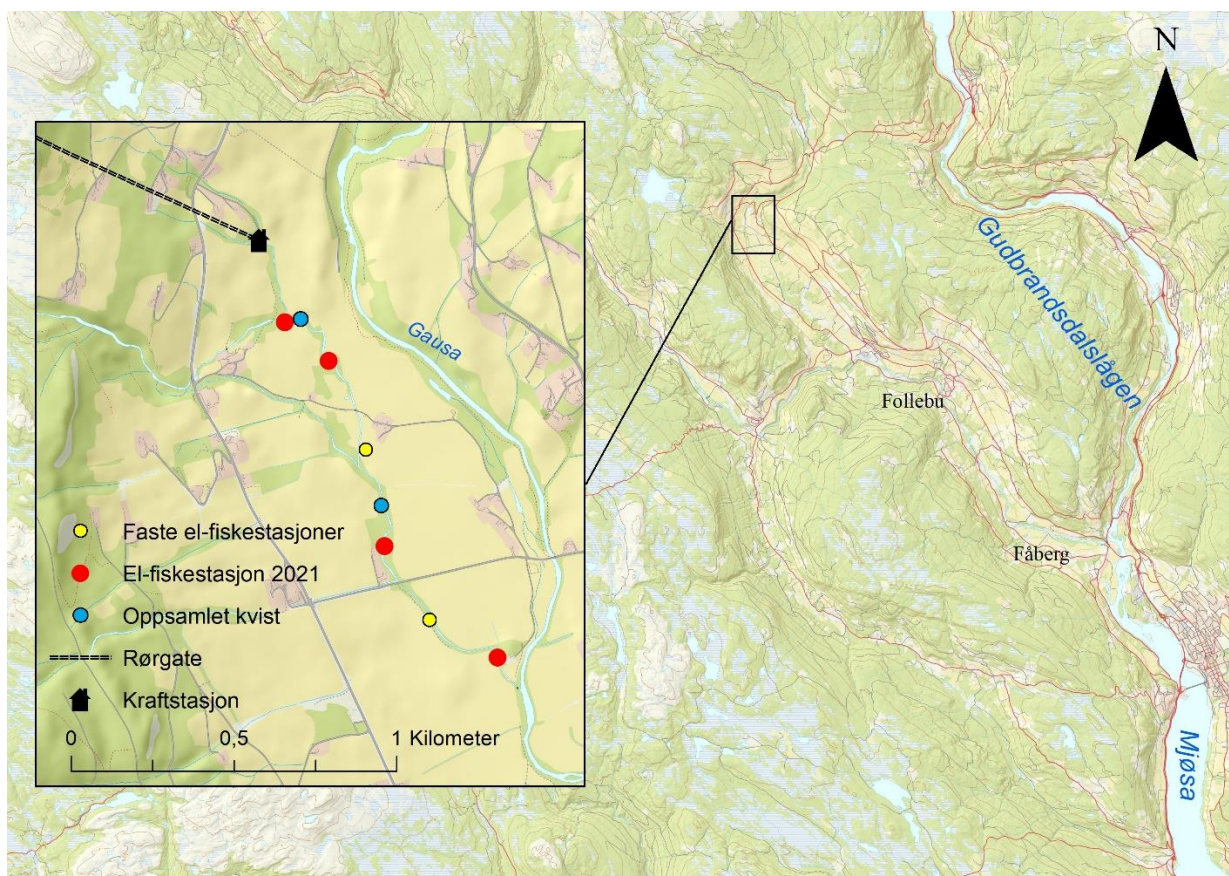 N
Gudbrandsdalslågen
Follebu
Fåberg
Mjøsa
Gausa
Faste el-fiskestasjoner
El-fiskestasjon 2021
Oppsamlet kvist
Rørgate
Kraftstasjon
0 0,5 1 Kilometer